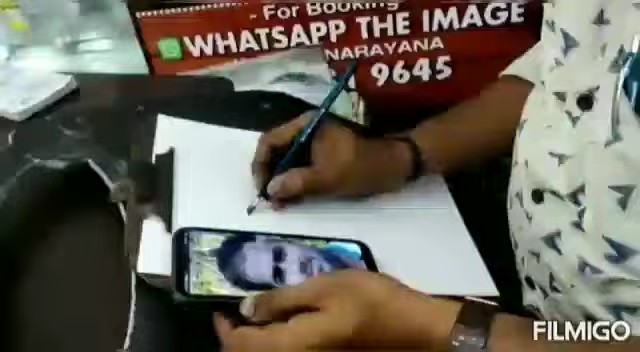 - For Booking
WHATSAPP THE IMAGE
NARAYANA
9645
FILMIGO